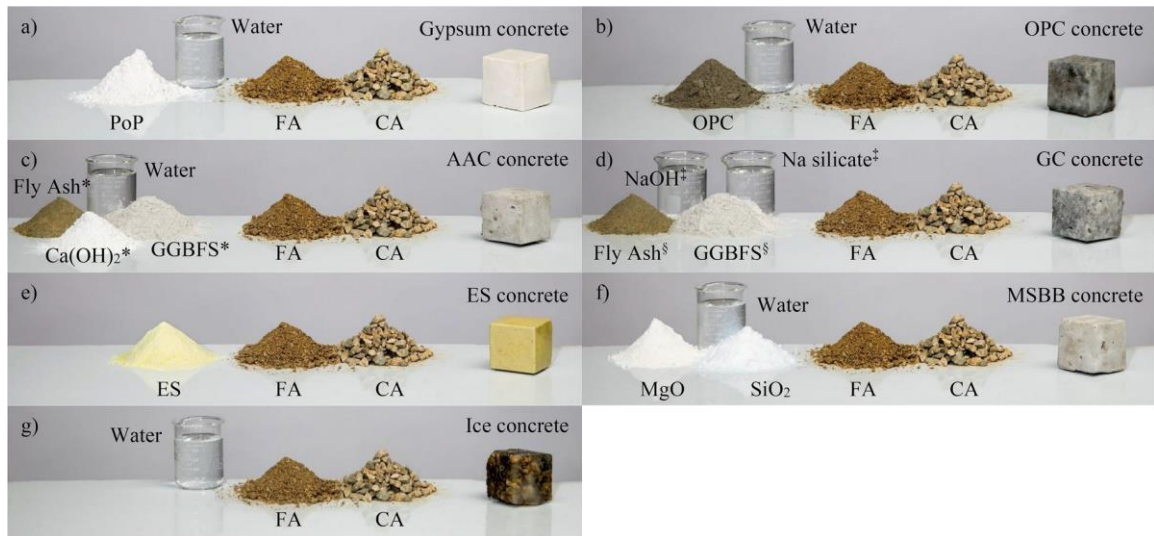 a)
Water
Gypsum concrete
PoP
FA
CA
b)
Water
OPC concrete
OPC
FA
CA
c)
Water
AAC concrete
Fly Ash*
Ca(OH)₂*
GGBFS*
FA
CA
d)
NaOH‡
Na silicate‡
GC concrete
Fly Ash§
GGBFS§
FA
CA
e)
ES concrete
ES
FA
CA
f)
Water
MSBB concrete
MgO
SiO₂
FA
CA
g)
Water
Ice concrete
FA
CA